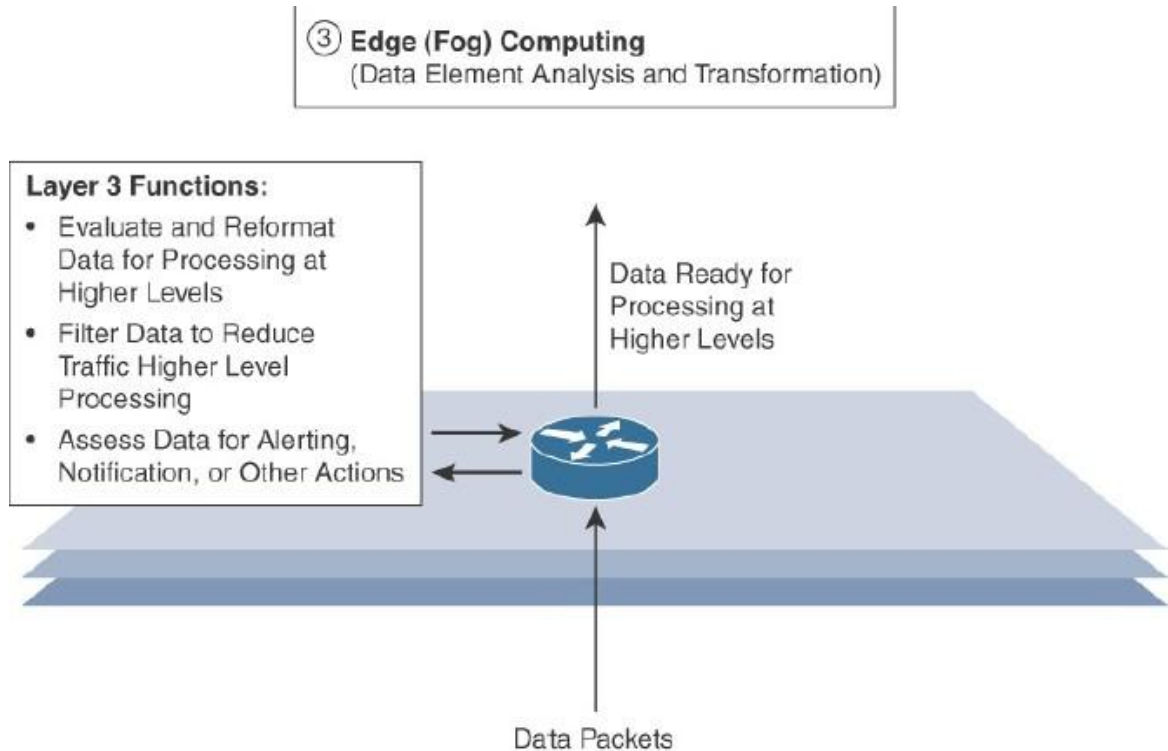 ③ Edge (Fog) Computing
(Data Element Analysis and Transformation)
Layer 3 Functions:
• Evaluate and Reformat
Data for Processing at
Higher Levels
• Filter Data to Reduce
Traffic Higher Level
Processing
• Assess Data for Alerting,
Notification, or Other Actions
Data Ready for
Processing at
Higher Levels
Data Packets